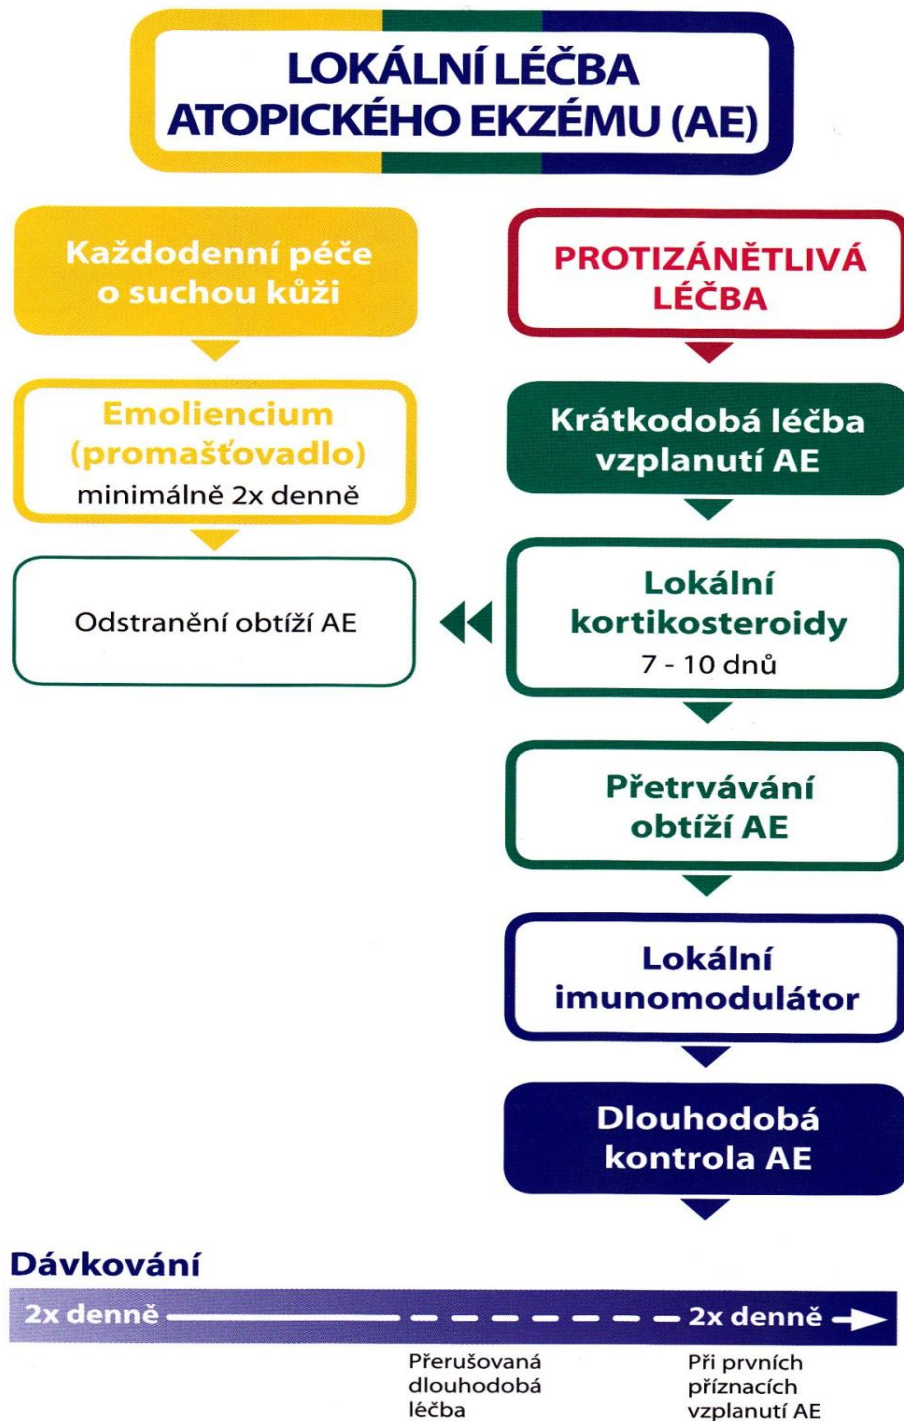 LOKÁLNÍ LÉČBA
ATOPICKÉHO EKZÉMU (AE)
Každodenní péče
o suchou kůži
Emoliencium
(promašťovadlo)
minimálně 2x denně
Odstranění obtíží AE
PROTIZÁNĚTLIVÁ
LÉČBA
Krátkodobá léčba
vzplanutí AE
Lokální
kortikosteroidy
7 - 10 dnů
Přetrvávání
obtíží AE
Lokální
imunomodulátor
Dlouhodobá
kontrola AE
Dávkování
2x denně
2x denně
Přerušovaná
dlouhodobá
léčba
Při prvních
příznacích
vzplanutí AE